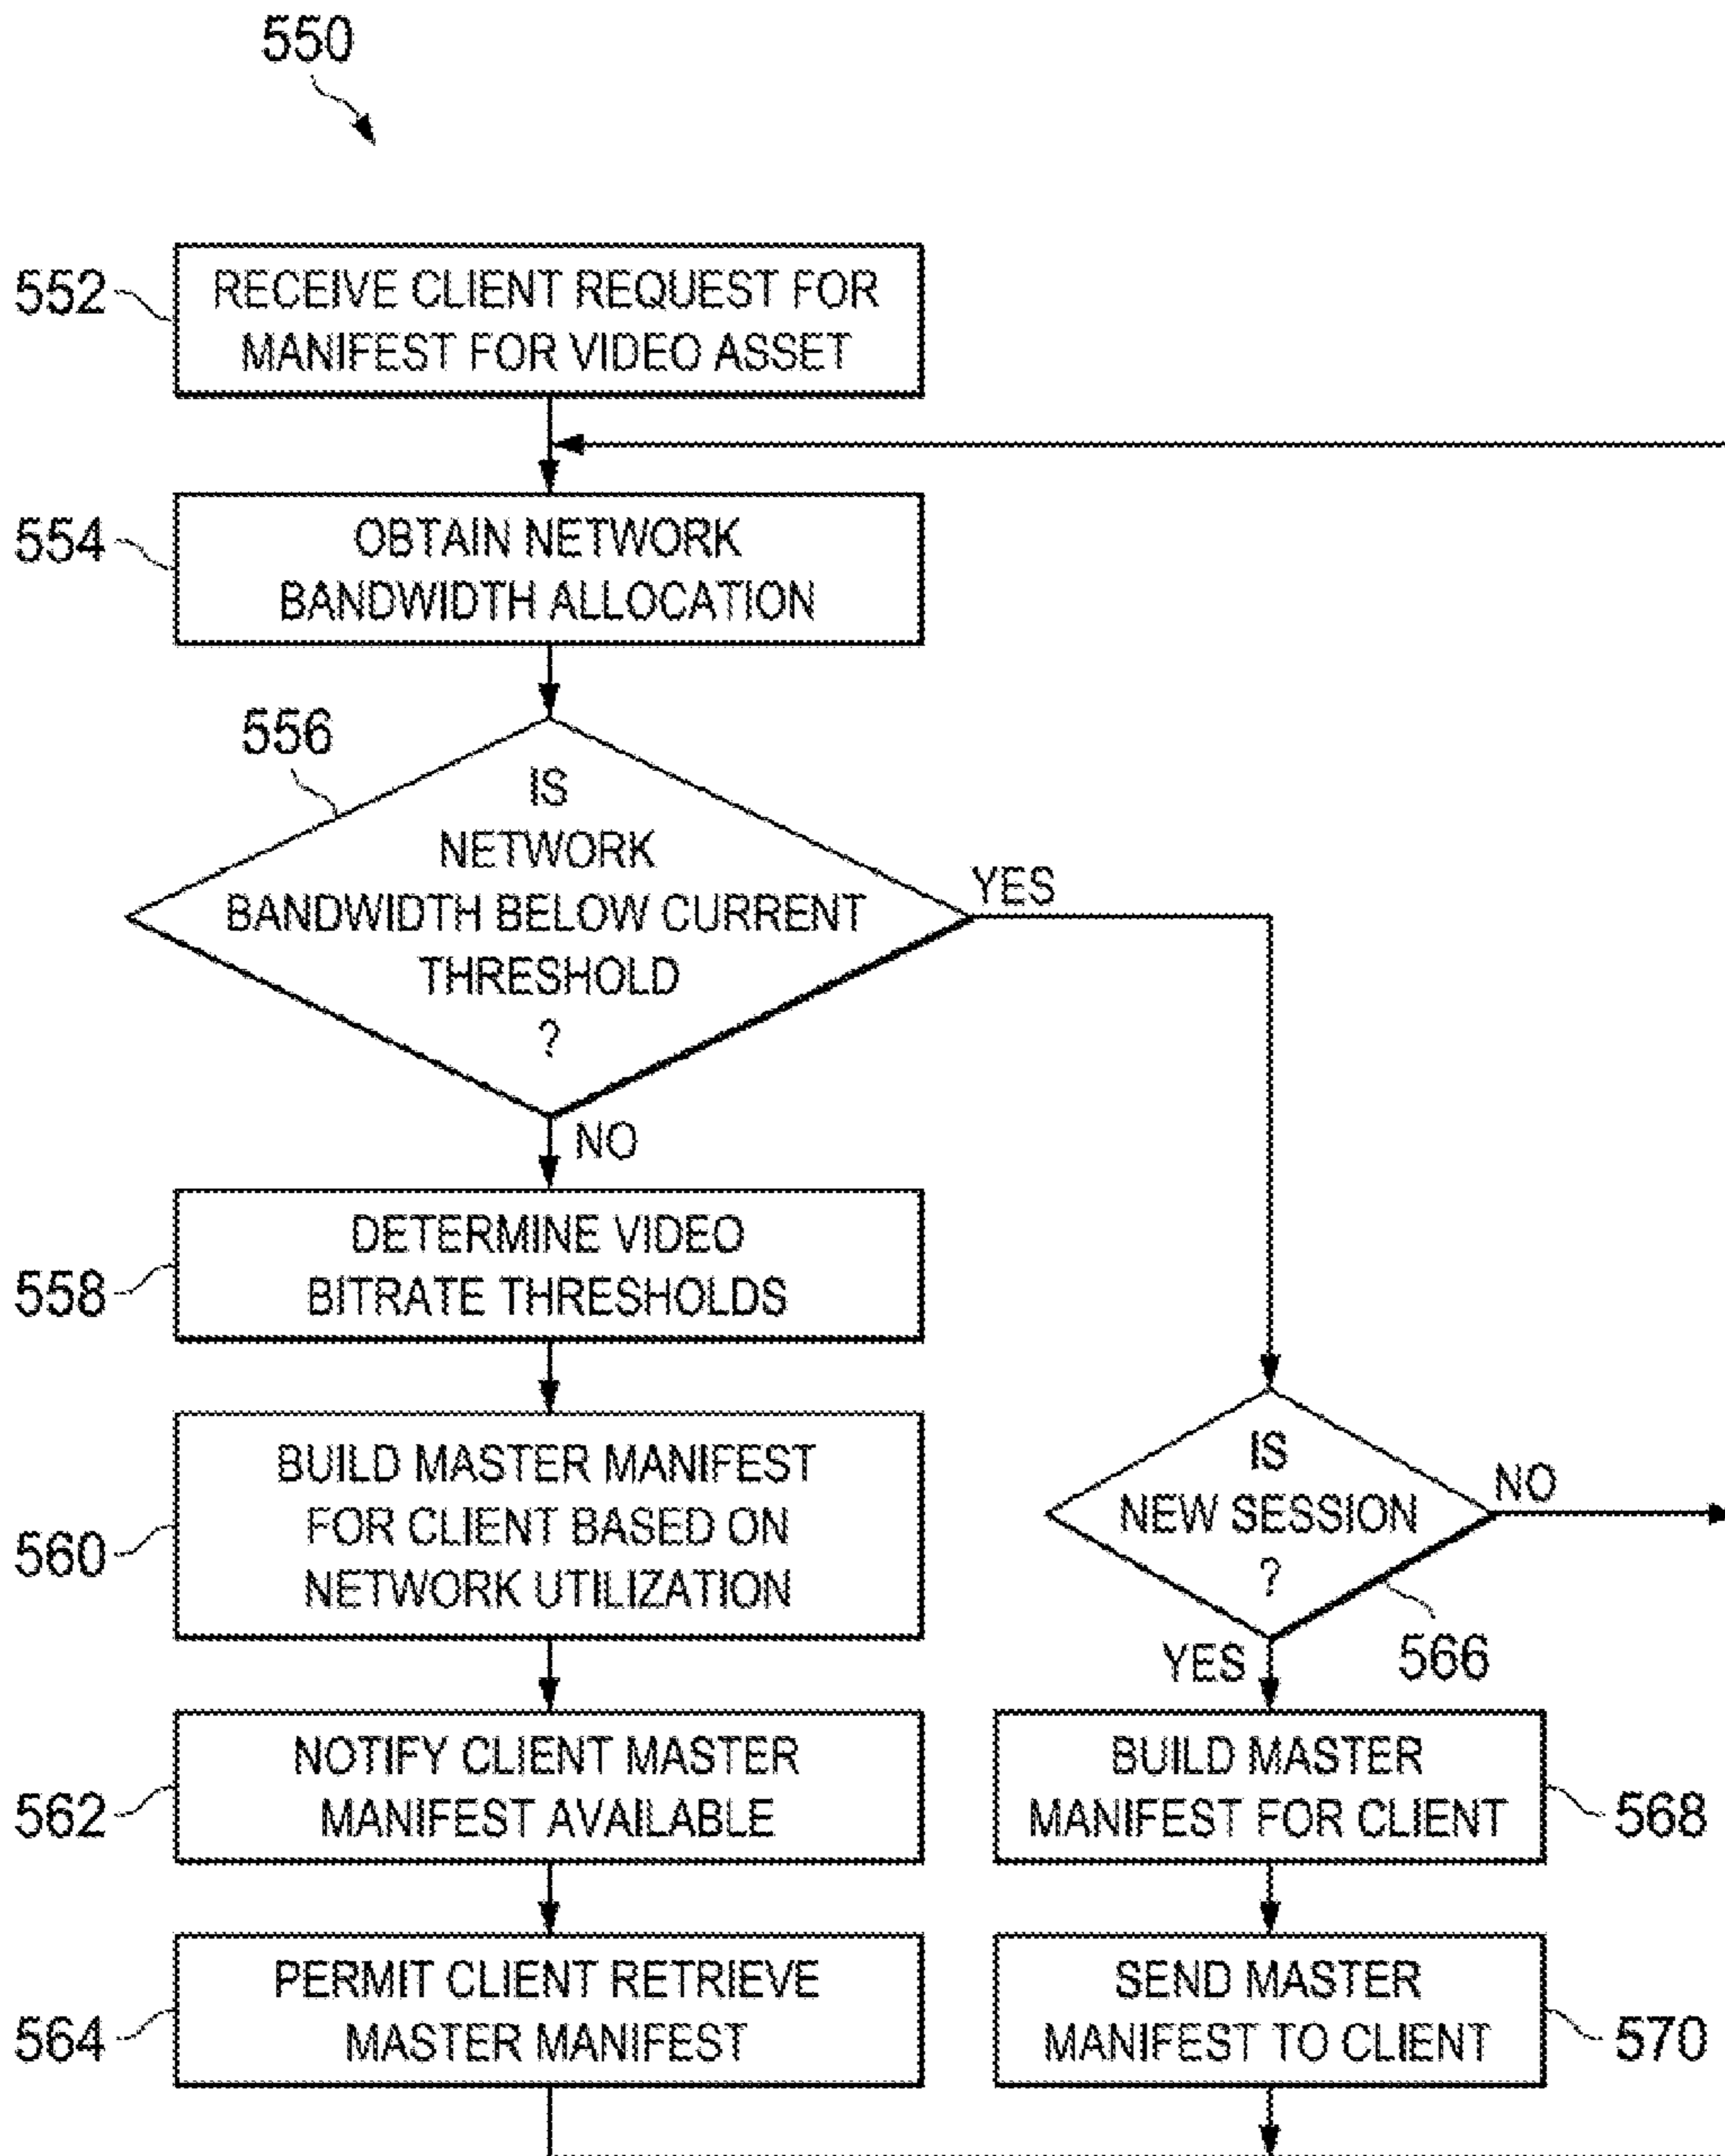 550
552
RECEIVE CLIENT REQUEST FOR
MANIFEST FOR VIDEO ASSET
554
OBTAIN NETWORK
BANDWIDTH ALLOCATION
556
IS
NETWORK
BANDWIDTH BELOW CURRENT
THRESHOLD
?
YES
NO
558
DETERMINE VIDEO
BITRATE THRESHOLDS
560
BUILD MASTER MANIFEST
FOR CLIENT BASED ON
NETWORK UTILIZATION
562
NOTIFY CLIENT MASTER
MANIFEST AVAILABLE
564
PERMIT CLIENT RETRIEVE
MASTER MANIFEST
IS
NEW SESSION
?
NO
YES
566
BUILD MASTER
MANIFEST FOR CLIENT
568
SEND MASTER
MANIFEST TO CLIENT
570